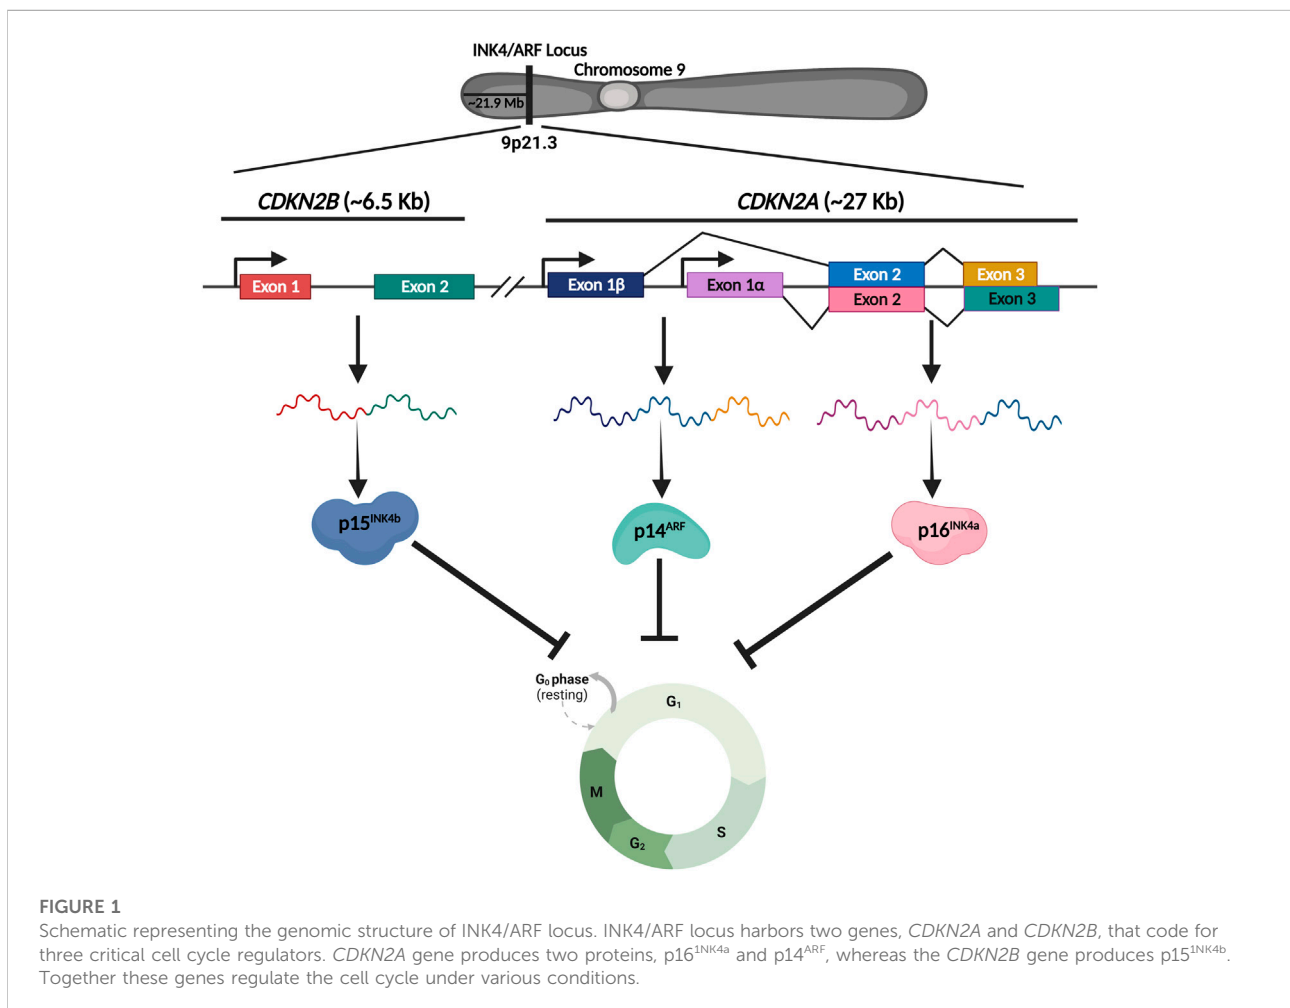 INK4/ARF Locus
Chromosome 9
~21.9 Mb
9p21.3
CDKN2B (~6.5 Kb)
CDKN2A (~27 Kb)
Exon 1
Exon 2
Exon 1β
Exon 1α
Exon 2
Exon 3
Exon 2
Exon 3
p15INK4b
p14ARF
p16INK4a
G₀ phase
(resting)
G₁
M
S
G₂
FIGURE 1
Schematic representing the genomic structure of INK4/ARF locus. INK4/ARF locus harbors two genes, CDKN2A and CDKN2B, that code for
three critical cell cycle regulators. CDKN2A gene produces two proteins, p161NK4a and p14ARF, whereas the CDKN2B gene produces p151NK4b.
Together these genes regulate the cell cycle under various conditions.